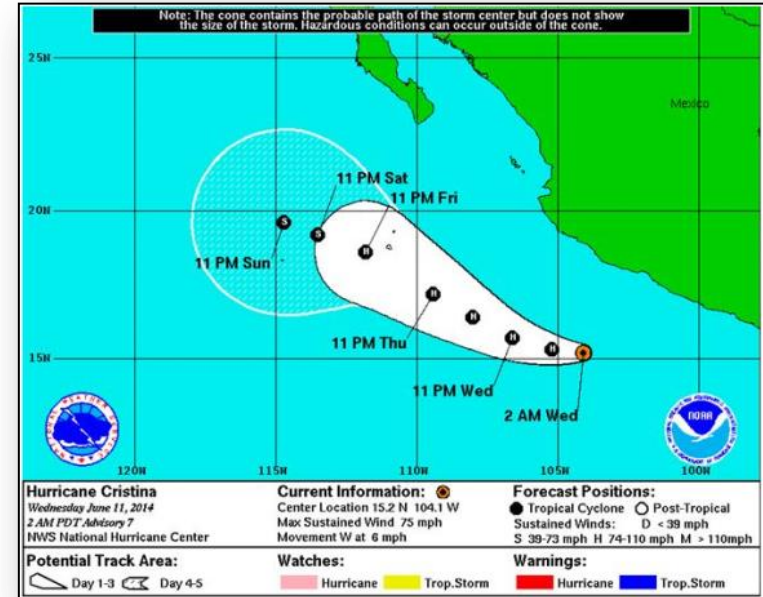 Note: The cone contains the probable path of the storm center but does not show
the size of the storm. Hazardous conditions can occur outside of the cone.
25N
Mexico
11 PM Sat
11 PM Fri
20N
S
S
H
11 PM Sun
H
H
11 PM Thu
H
H
15N
11 PM Wed
2 AM Wed
NATIONAL WEATHER SERVICE
NOAA
120W 115W 110W 105W 100W
Hurricane Cristina
Wednesday June 11, 2014
2 AM PDT Advisory 7
NWS National Hurricane Center
Current Information:
Center Location 15.2 N 104.1 W
Max Sustained Wind 75 mph
Movement W at 6 mph
Forecast Positions:
Tropical Cyclone Post-Tropical
Sustained Winds: D < 39 mph
S 39-73 mph H 74-110 mph M > 110mph
Potential Track Area:
Day 1-3 Day 4-5
Watches:
Hurricane Trop.Storm
Warnings:
Hurricane Trop.Storm